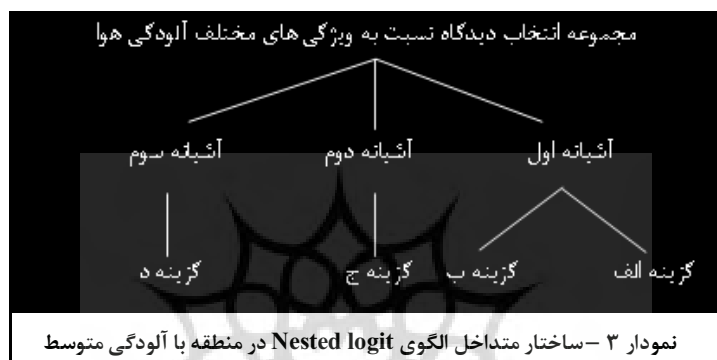 مجموعه انتخاب دیدگاه نسبت به ویژگی های مختلف آلودگی هوا
آشیانه اول آشیانه دوم آشیانه سوم
گزینه الف گزینه ب گزینه ج گزینه د
نمودار ۳ –ساختار متداخل الگوی Nested logit در منطقه با آلودگی متوسط